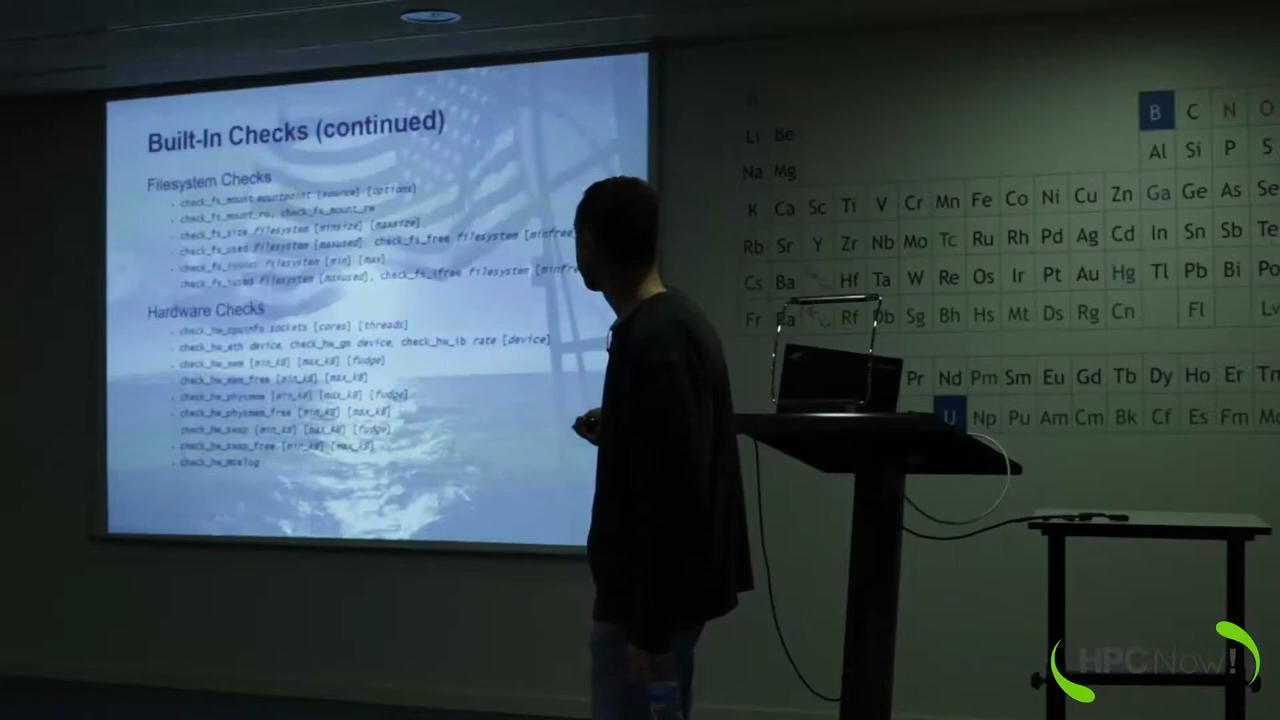 Built-In Checks (continued)
Filesystem Checks
check_fs_mount mountpoint [source] [options]
check_fs_mount_ro, check_fs_mount_rw
check_fs_size filesystem [minsize] [maxsize]
check_fs_used filesystem [maxused], check_fs_free filesystem [minfree]
check_fs_inodes filesystem [min] [max]
check_fs_iused filesystem [maxused], check_fs_ifree filesystem [minfre
Hardware Checks
check_hw_cpuinfo sockets [cores] [threads]
check_hw_eth device, check_hw_gm device, check_hw_ib rate [device]
check_hw_mem [min_kB] [max_kB] [fudge]
check_hw_mem_free [min_kB] [max_kB]
check_hw_physmem [min_kB] [max_kB] [fudge]
check_hw_physmem_free [min_kB] [max_kB]
check_hw_swap [min_kB] [max_kB] [fudge]
check_hw_swap_free [min_kB] [max_kB]
check_hw_mcelog
H
B C N O
Li Be
Al Si P S
Na Mg
K Ca Sc Ti V Cr Mn Fe Co Ni Cu Zn Ga Ge As Se
Rb Sr Y Zr Nb Mo Tc Ru Rh Pd Ag Cd In Sn Sb Te
Cs Ba Hf Ta W Re Os Ir Pt Au Hg Tl Pb Bi Po
Fr Ra Rf Db Sg Bh Hs Mt Ds Rg Cn Fl Lv
Pr Nd Pm Sm Eu Gd Tb Dy Ho Er Tm
U Np Pu Am Cm Bk Cf Es Fm Md
HPCNow!